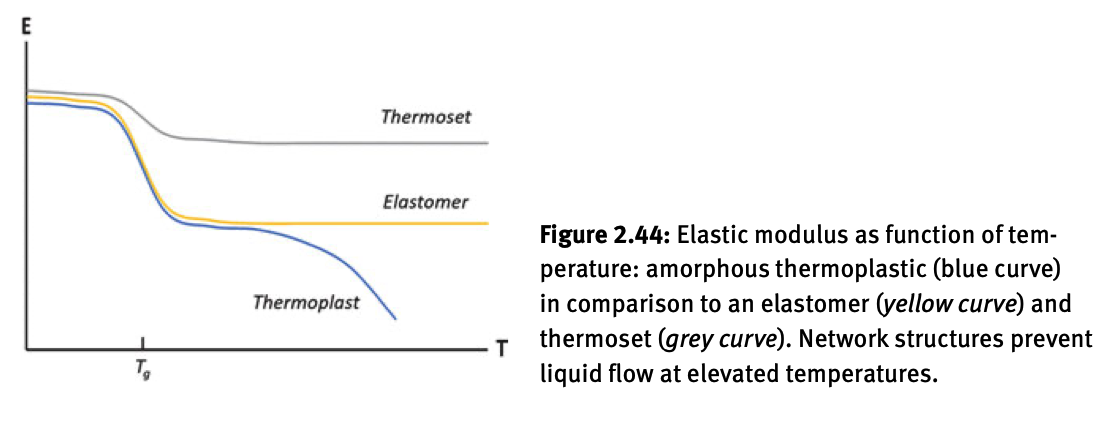 E
Thermoset
Elastomer
Thermoplast
T
Tg
Figure 2.44: Elastic modulus as function of tem-
perature: amorphous thermoplastic (blue curve)
in comparison to an elastomer (yellow curve) and
thermoset (grey curve). Network structures prevent
liquid flow at elevated temperatures.